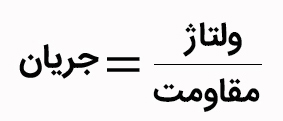 ولتاژ
جریان = مقاومت